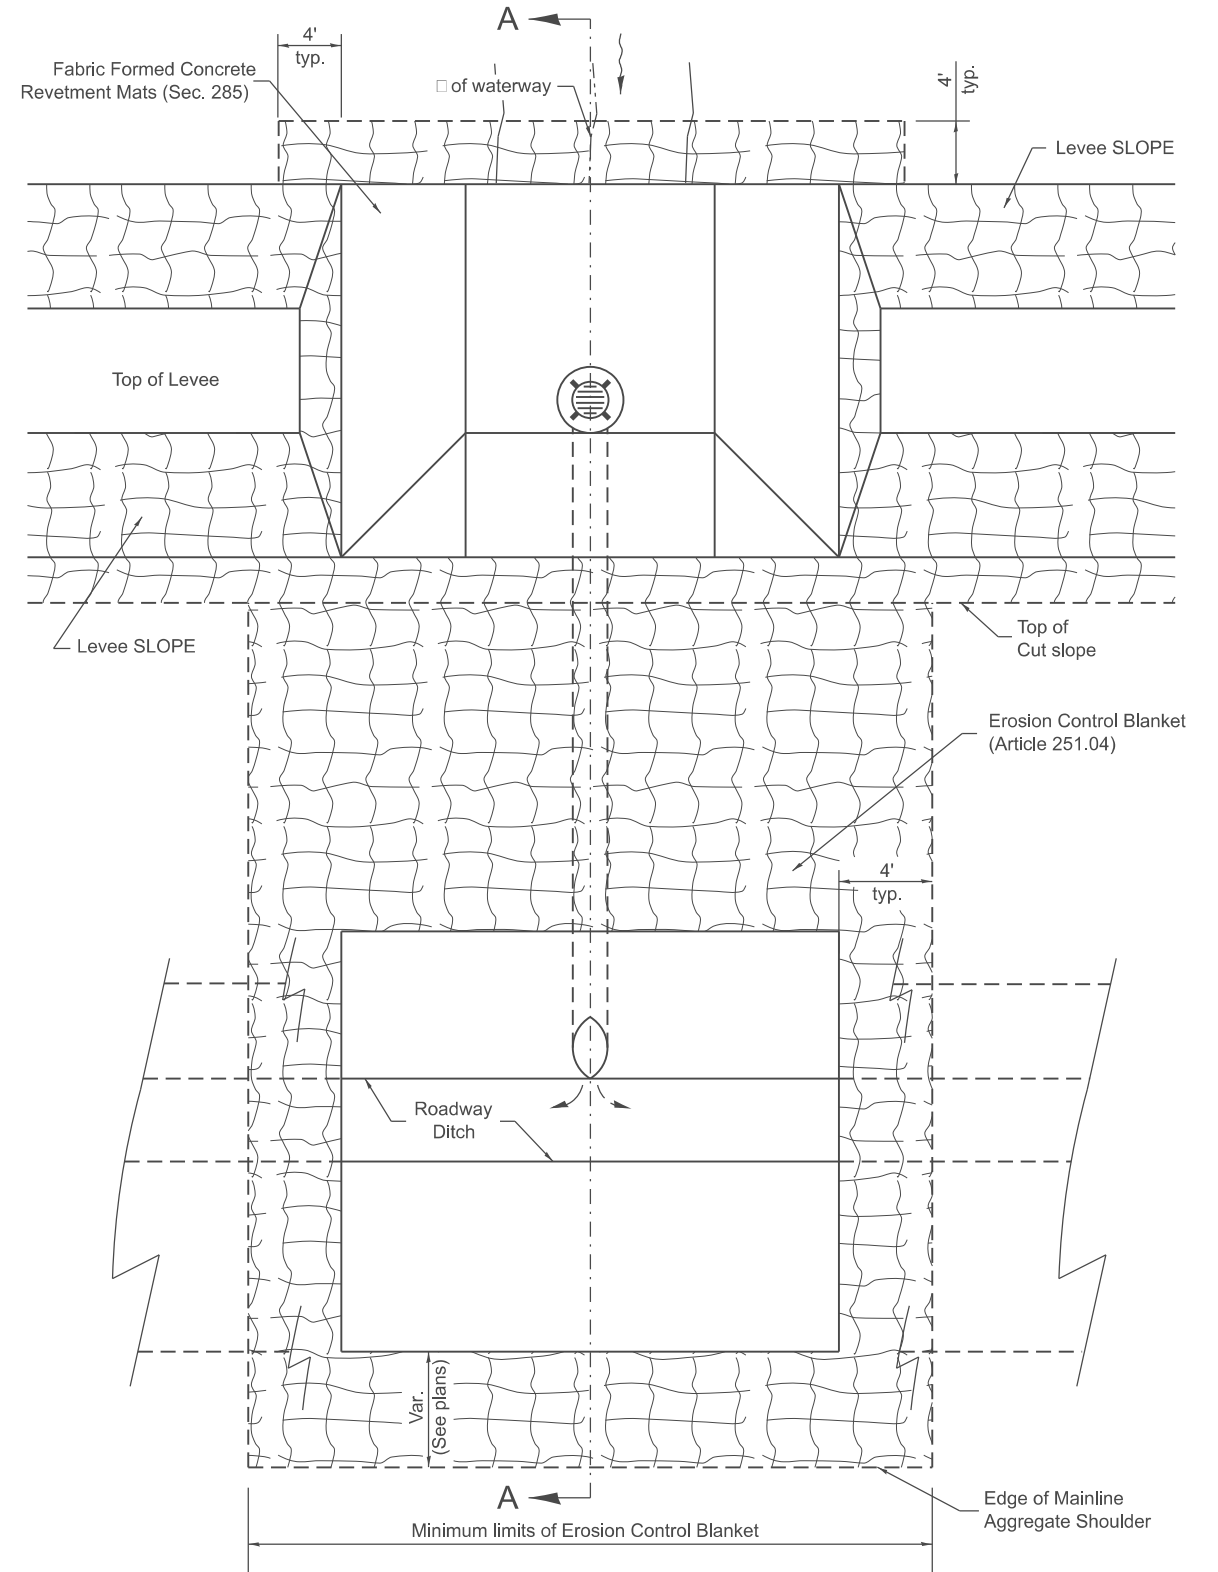 A
4'
typ.
Fabric Formed Concrete
Revetment Mats (Sec. 285)
□ of waterway
4'
typ.
Levee SLOPE
Top of Levee
Levee SLOPE
Top of
Cut slope
Erosion Control Blanket
(Article 251.04)
4'
typ.
Roadway
Ditch
Var.
(See plans)
A
Edge of Mainline
Aggregate Shoulder
Minimum limits of Erosion Control Blanket